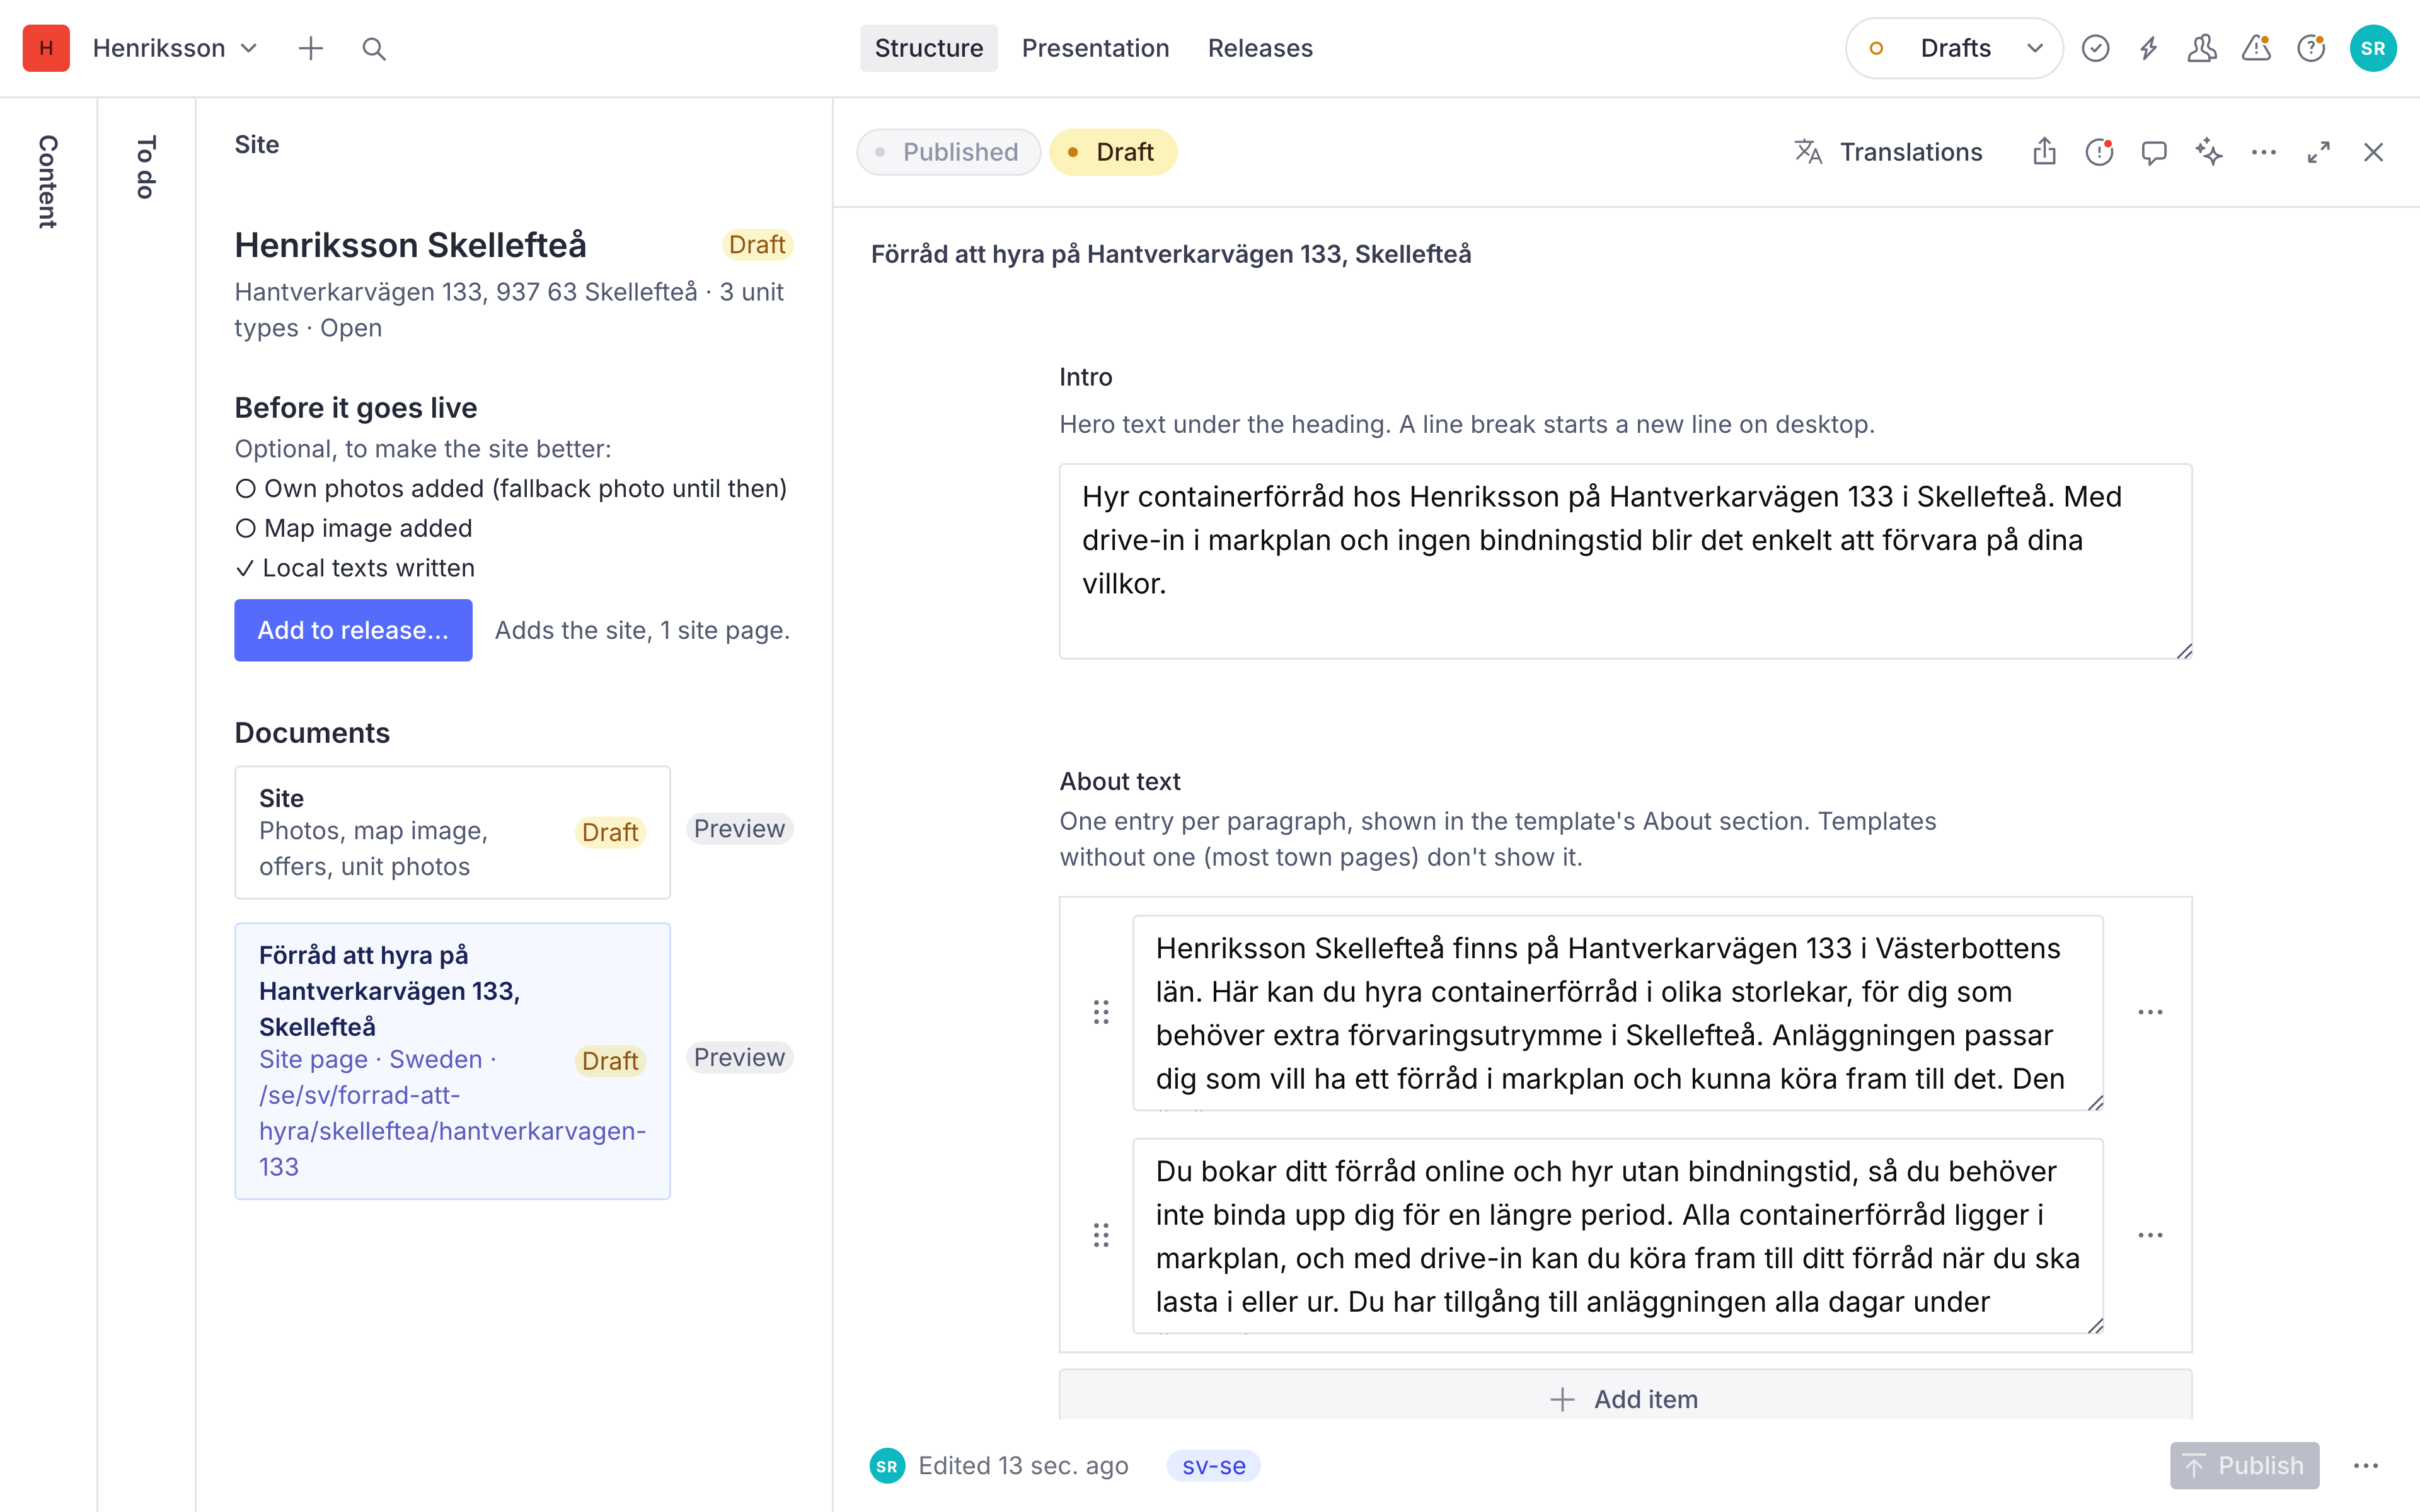 H Henriksson
Structure Presentation Releases
Drafts
SR
Content
To do
Site
Henriksson Skellefteå
Draft
Hantverkarvägen 133, 937 63 Skellefteå · 3 unit
types · Open
Before it goes live
Optional, to make the site better:
Own photos added (fallback photo until then)
Map image added
✓ Local texts written
Add to release...
Adds the site, 1 site page.
Documents
Site
Photos, map image,
offers, unit photos
Draft
Preview
Förråd att hyra på
Hantverkarvägen 133,
Skellefteå
Site page · Sweden ·
/se/sv/forrad-att-
hyra/skelleftea/hantverkarvagen-
133
Draft
Preview
Published
Draft
Translations
Förråd att hyra på Hantverkarvägen 133, Skellefteå
Intro
Hero text under the heading. A line break starts a new line on desktop.
Hyr containerförråd hos Henriksson på Hantverkarvägen 133 i Skellefteå. Med
drive-in i markplan och ingen bindningstid blir det enkelt att förvara på dina
villkor.
About text
One entry per paragraph, shown in the template's About section. Templates
without one (most town pages) don't show it.
Henriksson Skellefteå finns på Hantverkarvägen 133 i Västerbottens
län. Här kan du hyra containerförråd i olika storlekar, för dig som
behöver extra förvaringsutrymme i Skellefteå. Anläggningen passar
dig som vill ha ett förråd i markplan och kunna köra fram till det. Den
Du bokar ditt förråd online och hyr utan bindningstid, så du behöver
inte binda upp dig för en längre period. Alla containerförråd ligger i
markplan, och med drive-in kan du köra fram till ditt förråd när du ska
lasta i eller ur. Du har tillgång till anläggningen alla dagar under
Add item
SR Edited 13 sec. ago
sv-se
Publish